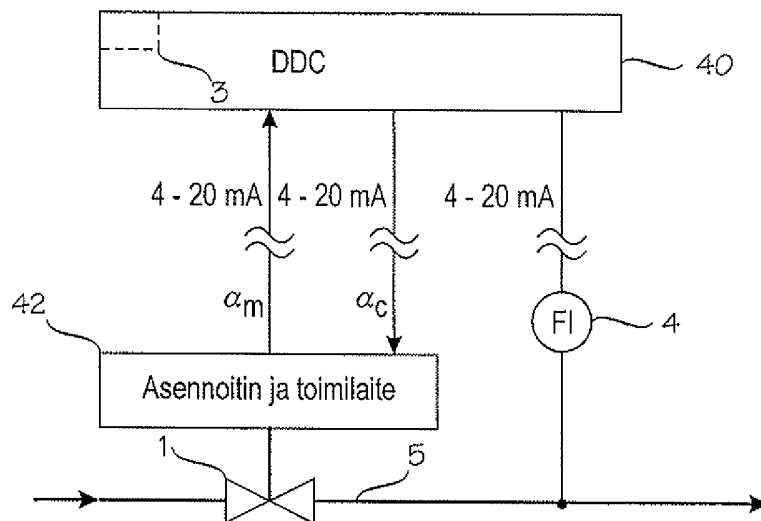 DDC
3
40
4 - 20 mA
4 - 20 mA
4 - 20 mA
42
αm
αc
FI
4
Asennoitin ja toimilaite
1
5